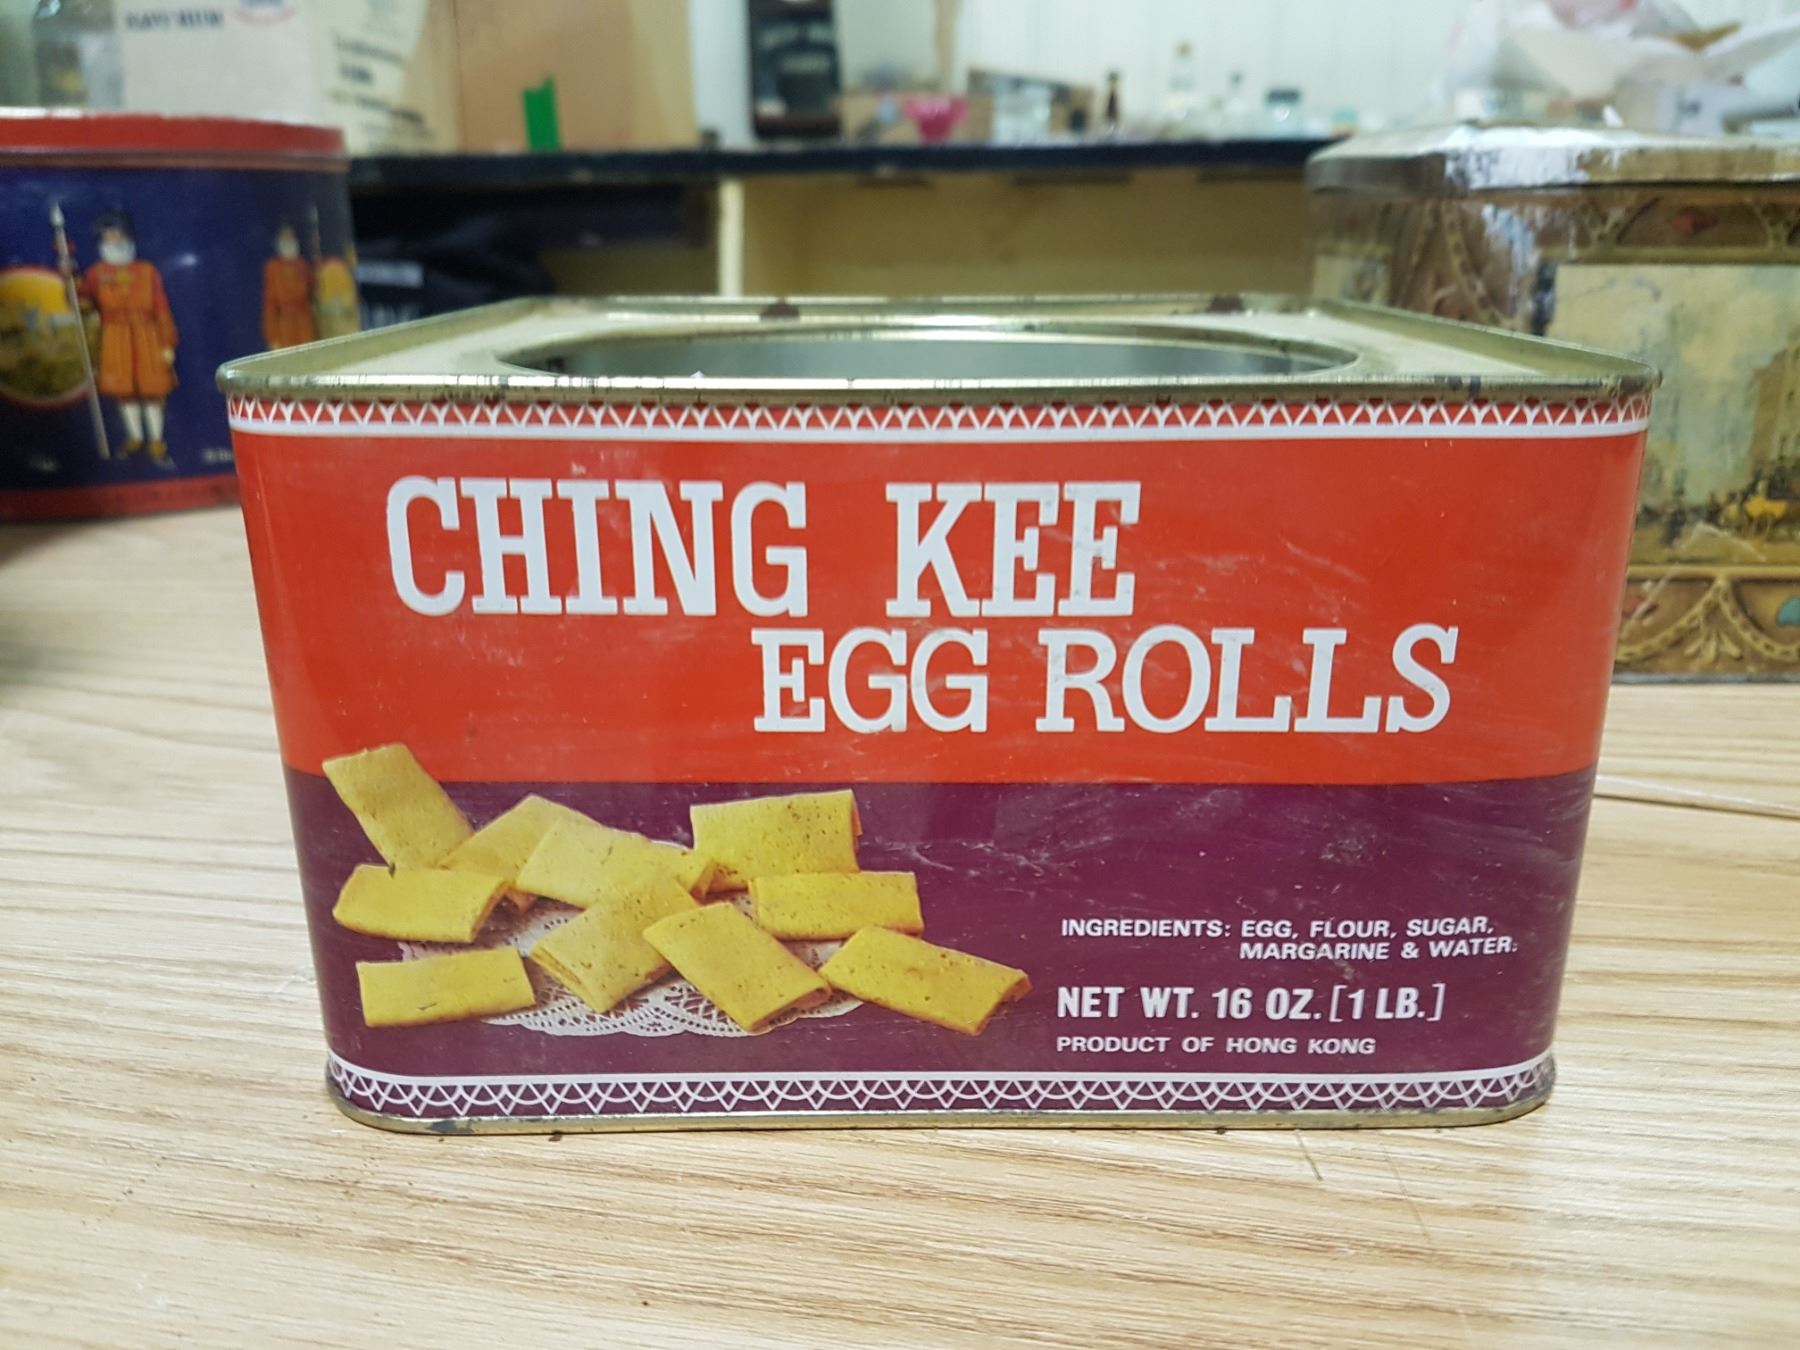 CHING KEE
EGG ROLLS
INGREDIENTS: EGG, FLOUR, SUGAR,
MARGARINE & WATER.
NET WT. 16 OZ. [1 LB.]
PRODUCT OF HONG KONG